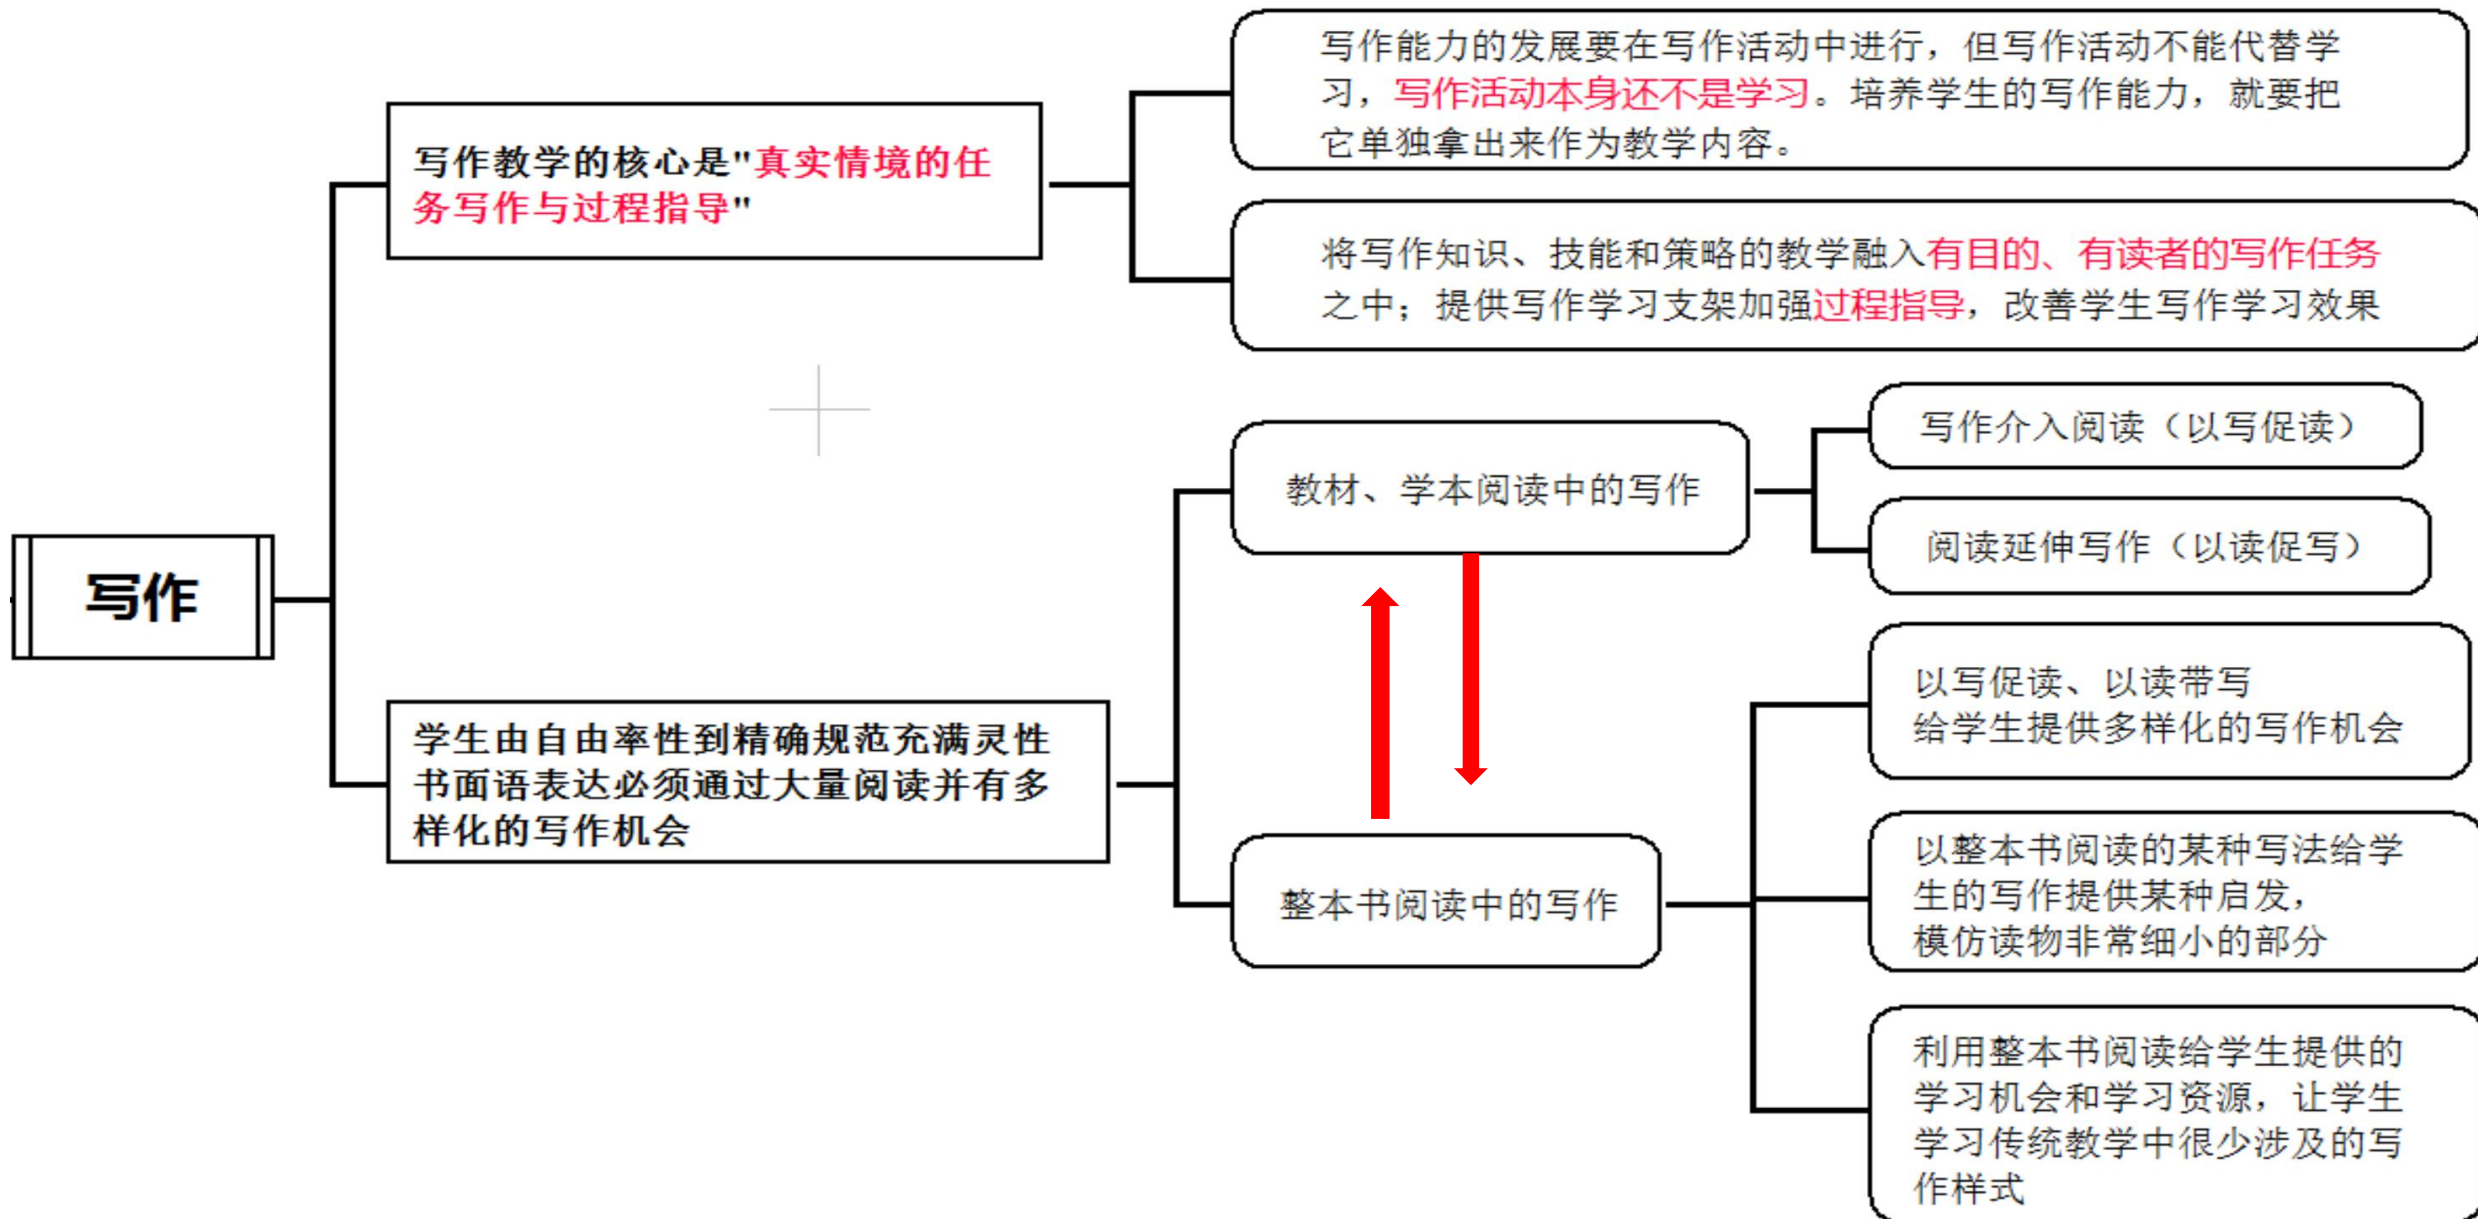 写作
写作教学的核心是"真实情境的任
务写作与过程指导"
写作能力的发展要在写作活动中进行，但写作活动不能代替学
习，写作活动本身还不是学习。培养学生的写作能力，就要把
它单独拿出来作为教学内容。
将写作知识、技能和策略的教学融入有目的、有读者的写作任务
之中；提供写作学习支架加强过程指导，改善学生写作学习效果
学生由自由率性到精确规范充满灵性
书面语表达必须通过大量阅读并有多
样化的写作机会
教材、学本阅读中的写作
写作介入阅读（以写促读）
阅读延伸写作（以读促写）
整本书阅读中的写作
以写促读、以读带写
给学生提供多样化的写作机会
以整本书阅读的某种写法给学
生的写作提供某种启发，
模仿读物非常细小的部分
利用整本书阅读给学生提供的
学习机会和学习资源，让学生
学习传统教学中很少涉及的写
作样式